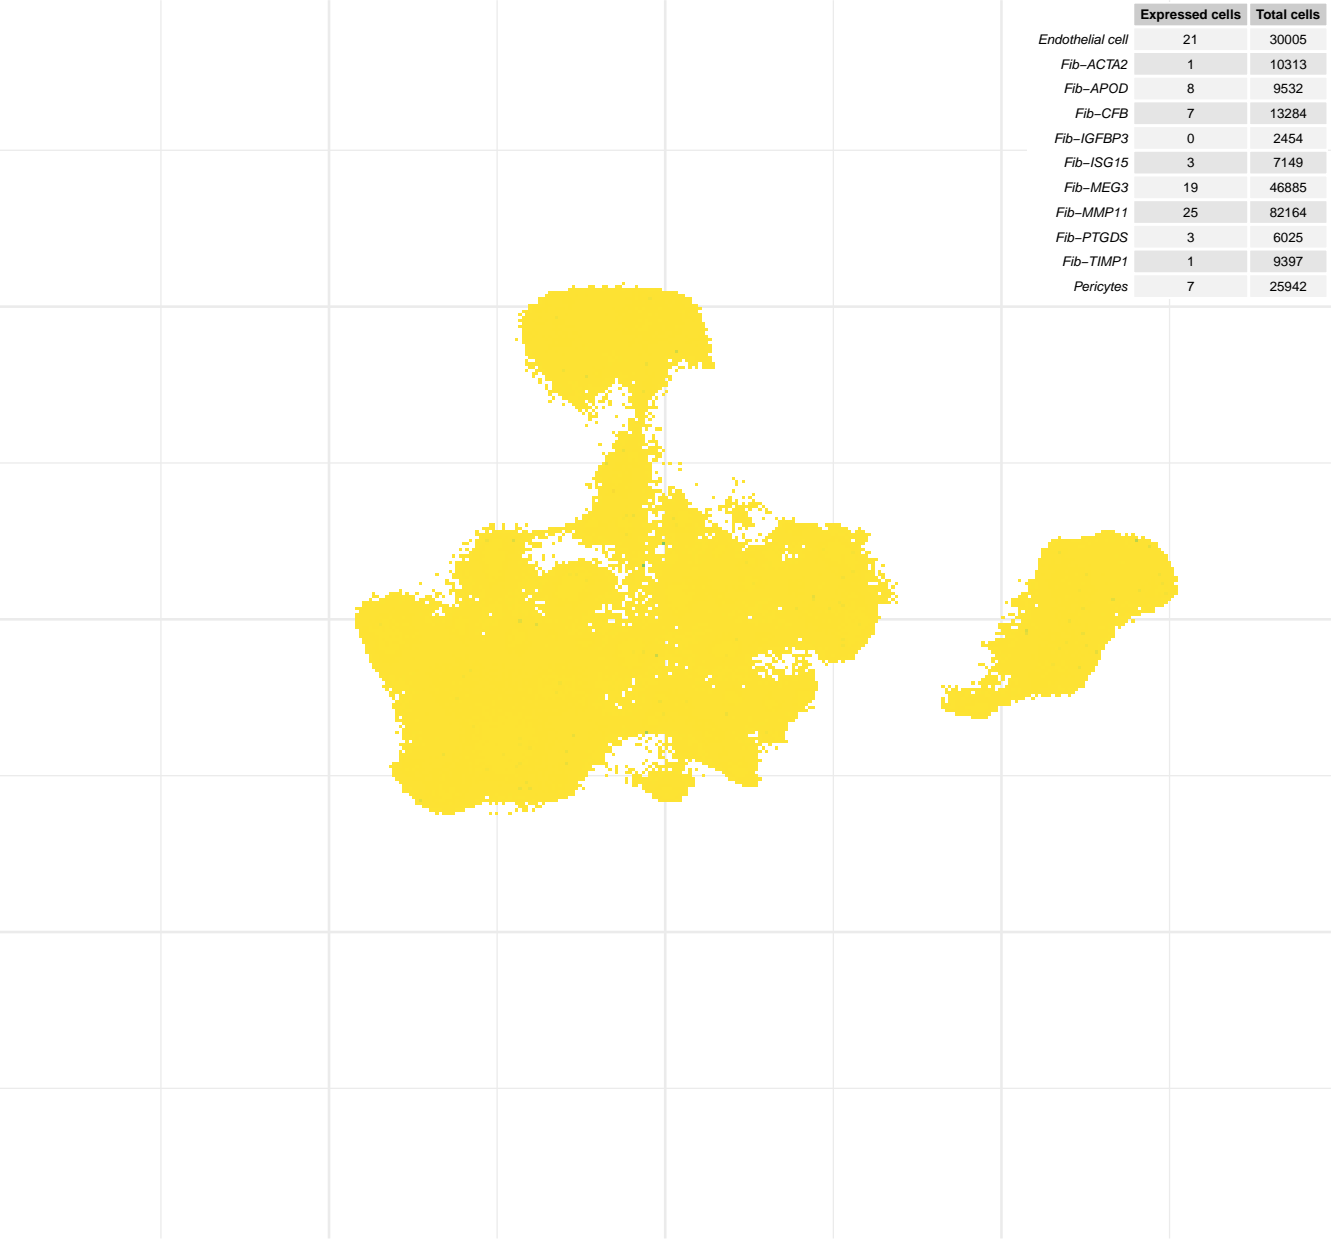 Expressed cells Total cells
Endothelial cell 21 30005
Fib−ACTA2 1 10313
Fib−APOD 8 9532
Fib−CFB 7 13284
Fib−IGFBP3 0 2454
Fib−ISG15 3 7149
Fib−MEG3 19 46885
Fib−MMP11 25 82164
Fib−PTGDS 3 6025
Fib−TIMP1 1 9397
Pericytes 7 25942